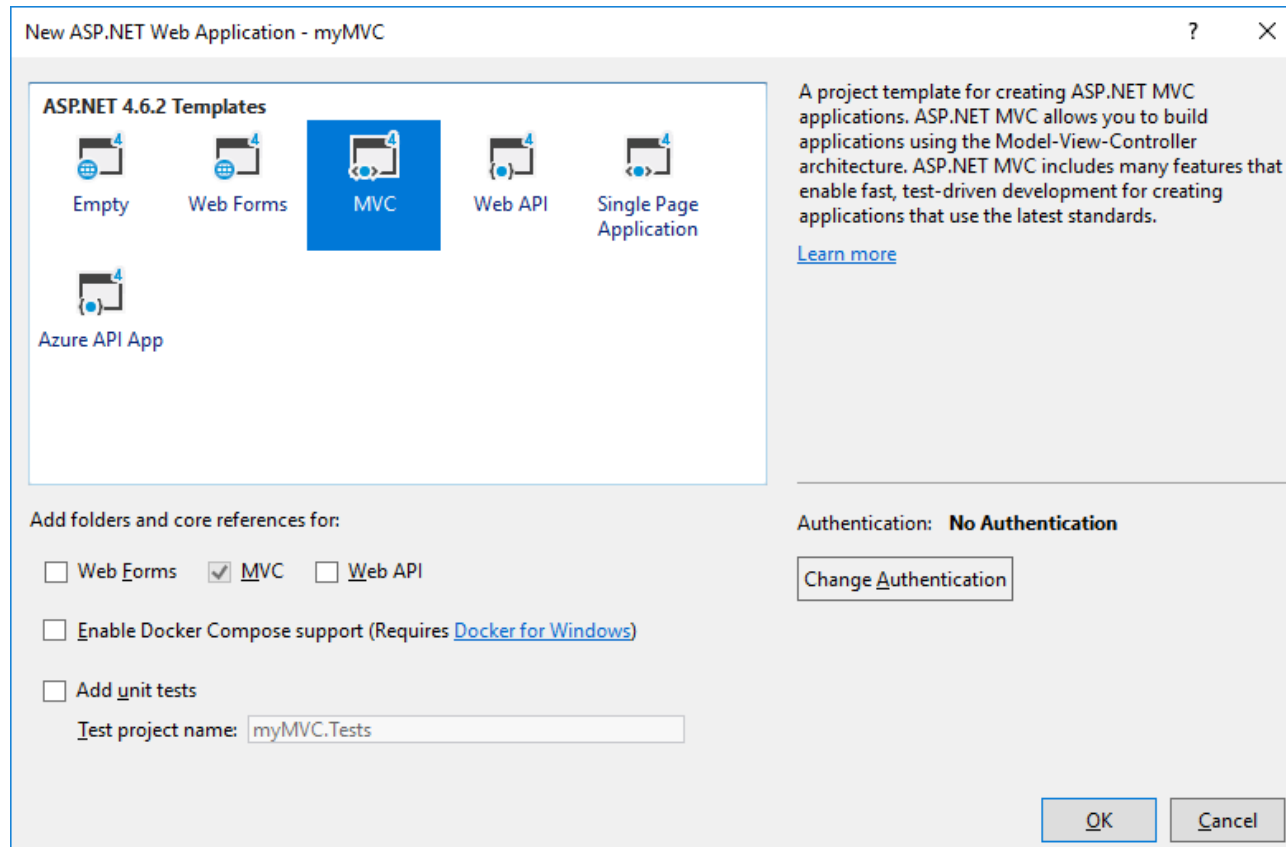 New ASP.NET Web Application - myMVC
?
ASP.NET 4.6.2 Templates
Empty
Web Forms
MVC
Web API
Single Page
Application
Azure API App
A project template for creating ASP.NET MVC
applications. ASP.NET MVC allows you to build
applications using the Model-View-Controller
architecture. ASP.NET MVC includes many features that
enable fast, test-driven development for creating
applications that use the latest standards.
Learn more
Add folders and core references for:
Web Forms MVC Web API
Enable Docker Compose support (Requires Docker for Windows)
Add unit tests
Test project name: myMVC.Tests
Authentication: No Authentication
Change Authentication
OK Cancel